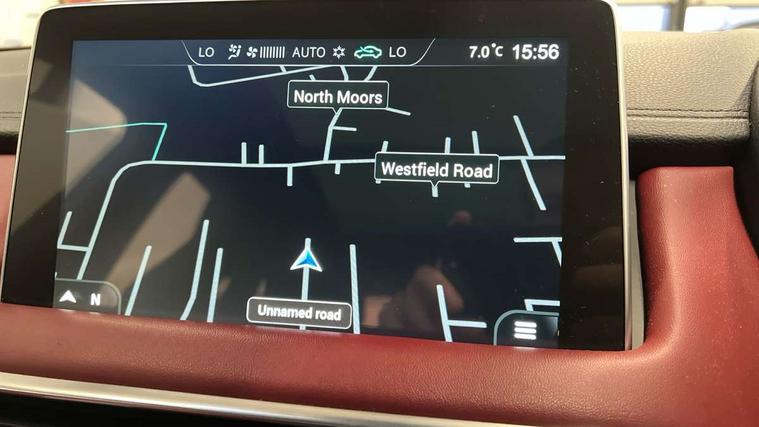 LO AUTO LO 7.0°C 15:56
North Moors
Westfield Road
N
Unnamed road